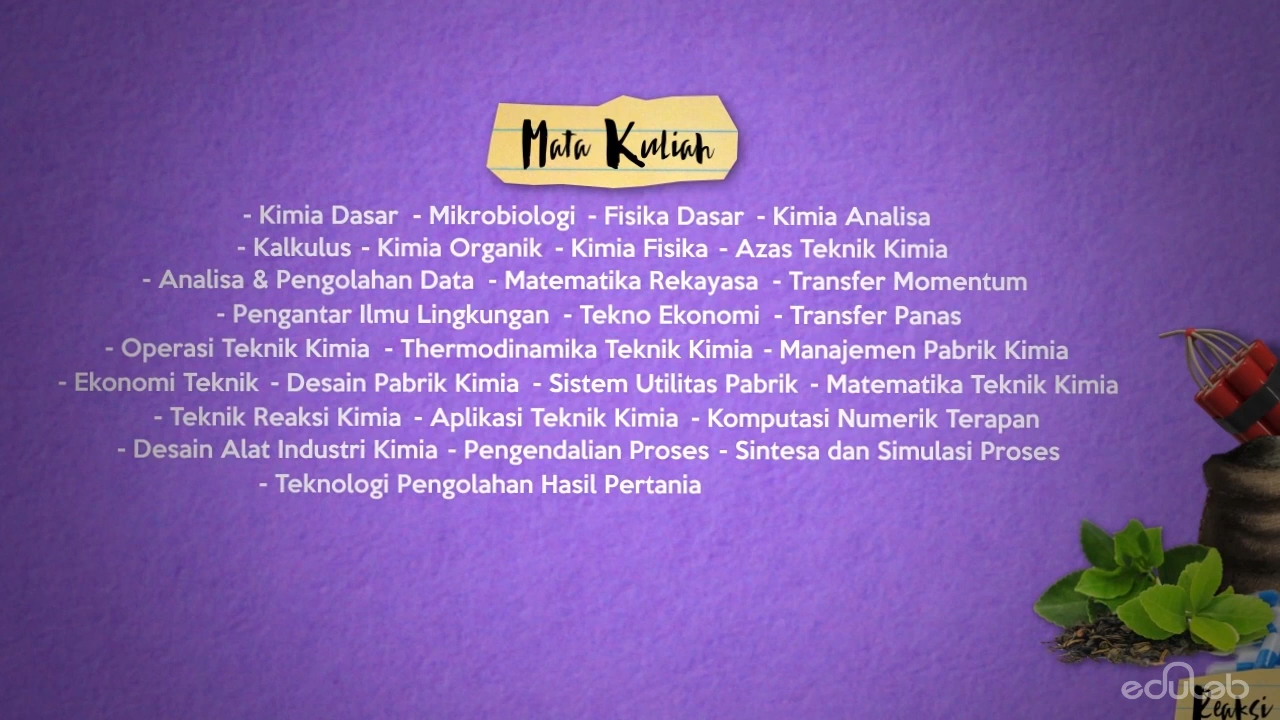 Mata Kuliah
- Kimia Dasar - Mikrobiologi - Fisika Dasar - Kimia Analisa
- Kalkulus - Kimia Organik - Kimia Fisika - Azas Teknik Kimia
- Analisa & Pengolahan Data - Matematika Rekayasa - Transfer Momentum
- Pengantar Ilmu Lingkungan - Tekno Ekonomi - Transfer Panas
- Operasi Teknik Kimia - Thermodinamika Teknik Kimia - Manajemen Pabrik Kimia
- Ekonomi Teknik - Desain Pabrik Kimia - Sistem Utilitas Pabrik - Matematika Teknik Kimia
- Teknik Reaksi Kimia - Aplikasi Teknik Kimia - Komputasi Numerik Terapan
- Desain Alat Industri Kimia - Pengendalian Proses - Sintesa dan Simulasi Proses
- Teknologi Pengolahan Hasil Pertania
edulab
Reaksi